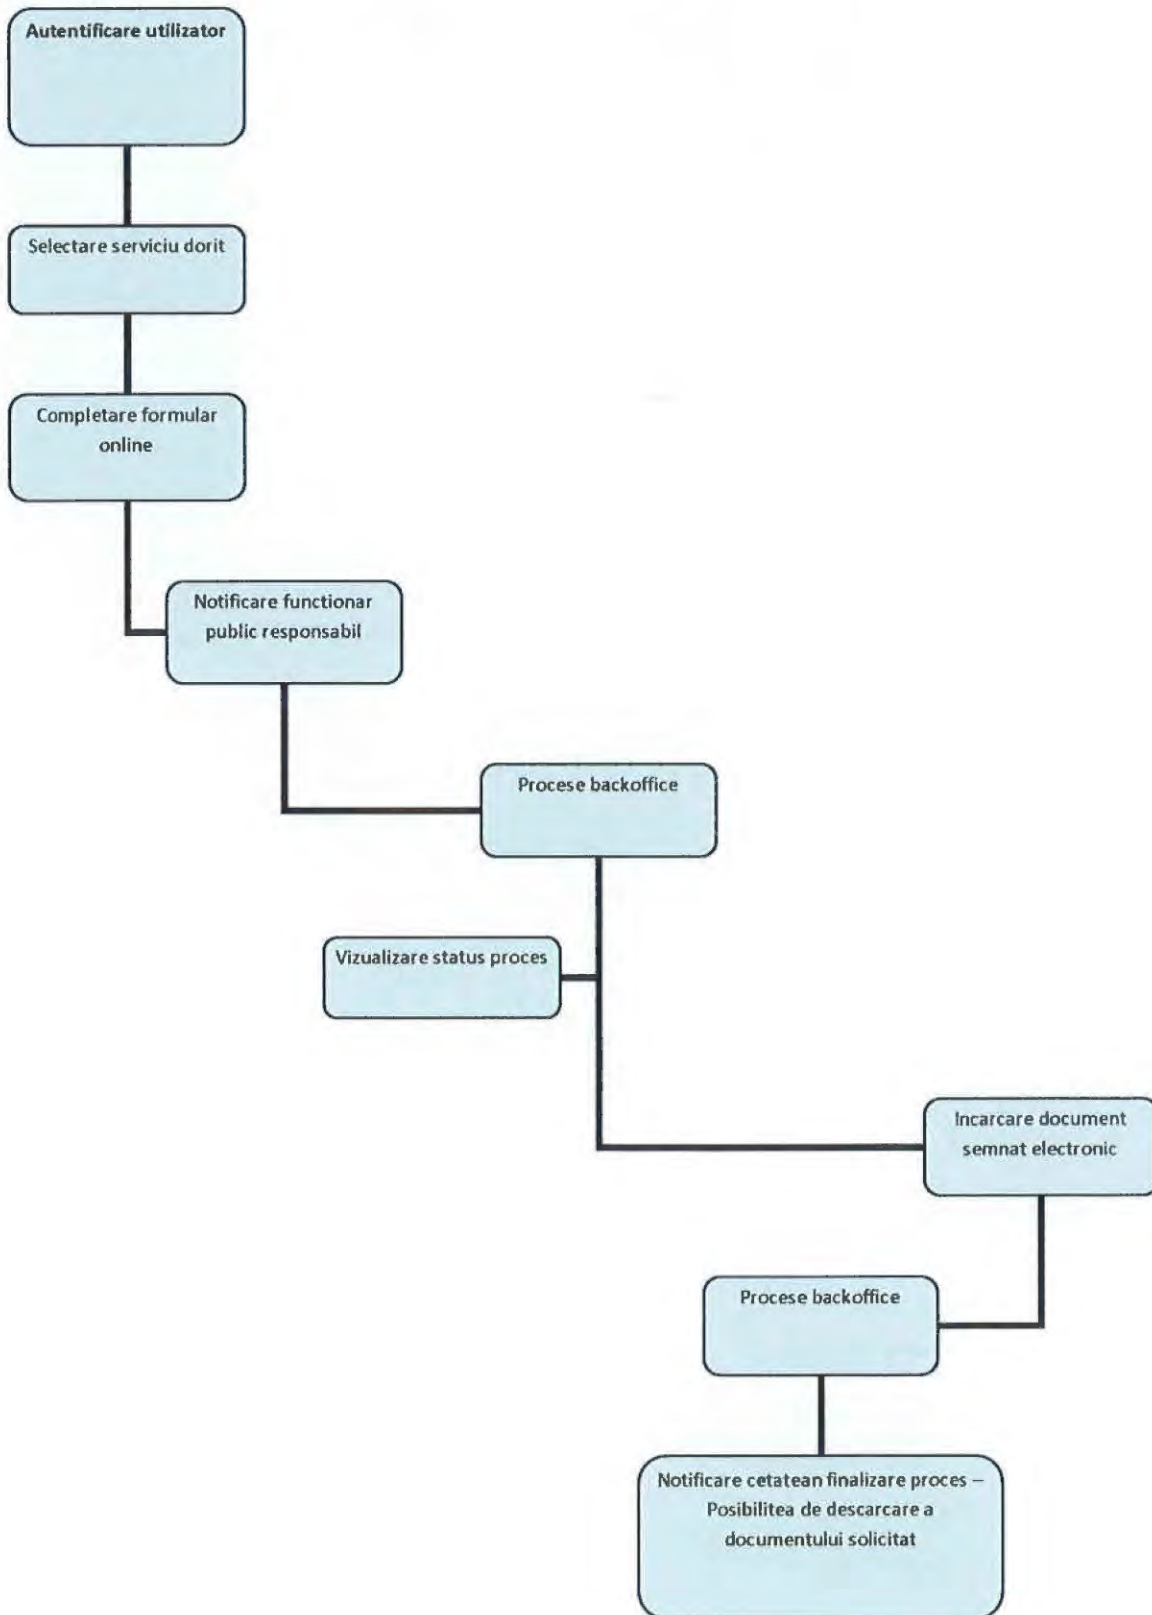 Autentificare utilizator
Selectare serviciu dorit
Completare formular
online
Notificare functionar
public responsabil
Procese backoffice
Vizualizare status proces
Incarcare document
semnat electronic
Procese backoffice
Notificare cetatean finalizare proces –
Posibilitea de descarcare a
documentului solicitat